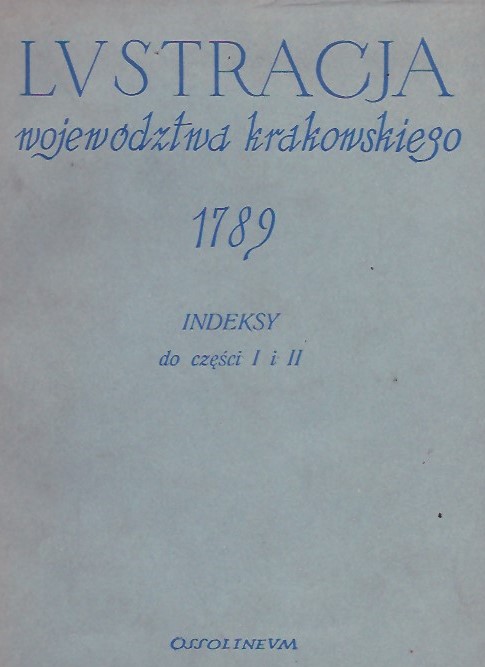 LVSTRACJA
województwa krakowskiego
1789
INDEKSY
do części I i II
OSSOLINEVM